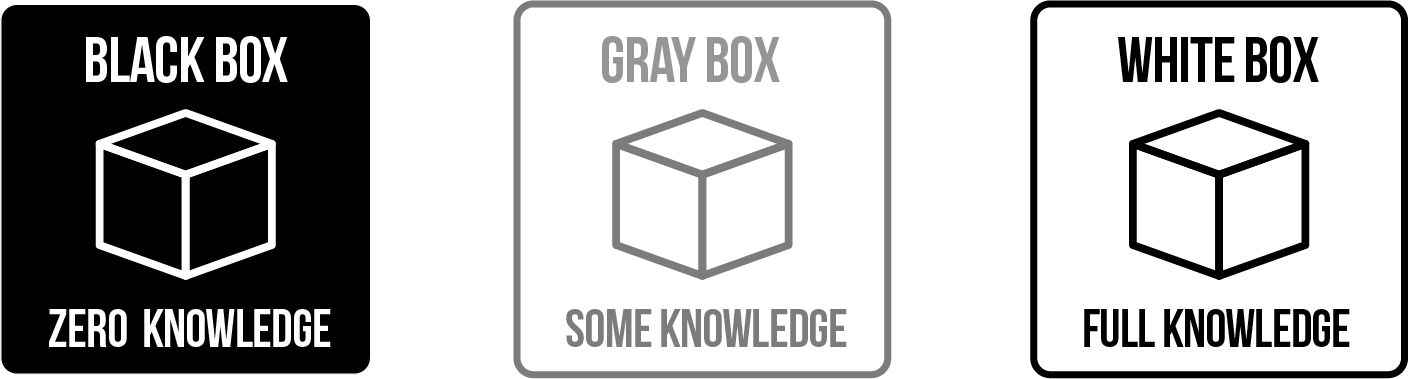 BLACK BOX
ZERO KNOWLEDGE
GRAY BOX
SOME KNOWLEDGE
WHITE BOX
FULL KNOWLEDGE